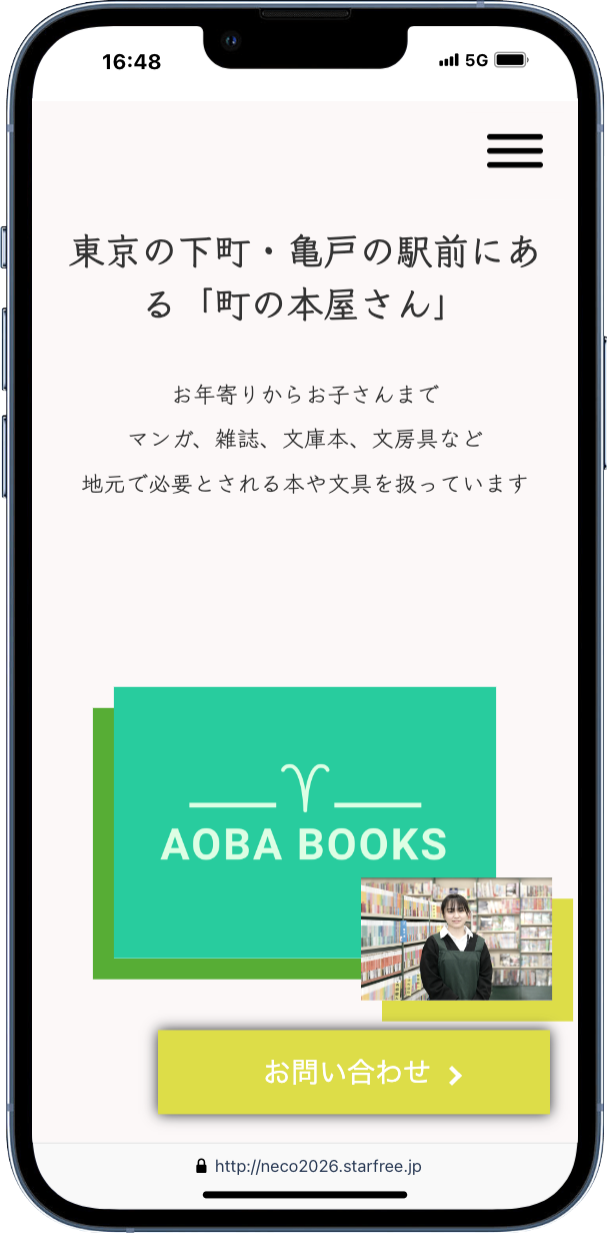 16:48
5G
東京の下町・亀戸の駅前にあ
る「町の本屋さん」
お年寄りからお子さんまで
マンガ、雑誌、文庫本、文房具など
地元で必要とされる本や文具を扱っています
AOBA BOOKS
お問い合わせ
http://neco2026.starfree.jp